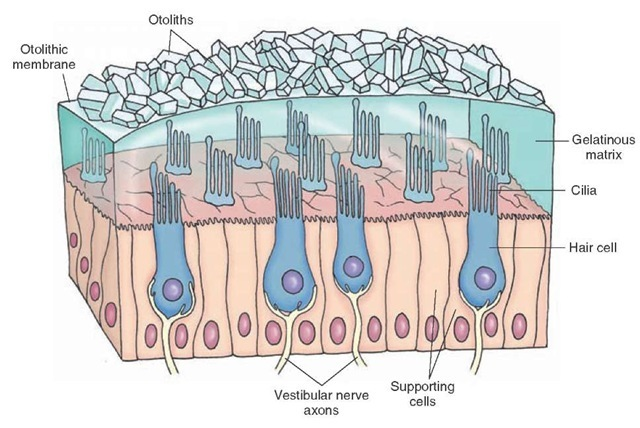 Otoliths
Otolithic
membrane
Gelatinous
matrix
Cilia
Hair cell
Vestibular nerve
axons
Supporting
cells